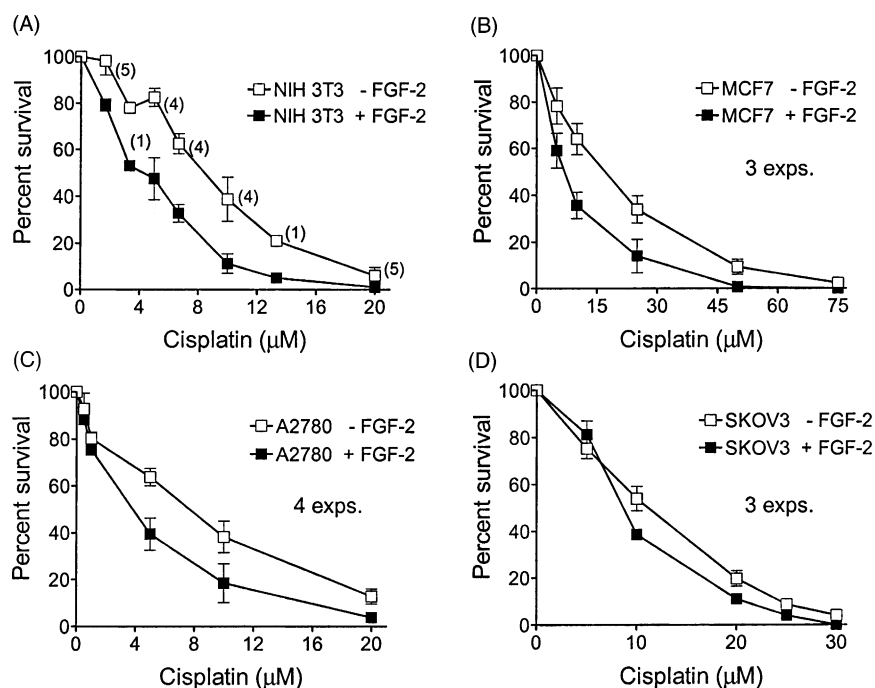 (A)
Percent survival
100
80
60
40
20
0
(5)
(4)
(1)
(4)
(4)
(1)
(5)
NIH 3T3 - FGF-2
NIH 3T3 + FGF-2
0 4 8 12 16 20
Cisplatin (μM)
(B)
Percent survival
100
80
60
40
20
0
MCF7 - FGF-2
MCF7 + FGF-2
3 exps.
0 15 30 45 60 75
Cisplatin (μM)
(C)
Percent survival
100
80
60
40
20
0
A2780 - FGF-2
A2780 + FGF-2
4 exps.
0 4 8 12 16 20
Cisplatin (μM)
(D)
Percent survival
100
80
60
40
20
0
SKOV3 - FGF-2
SKOV3 + FGF-2
3 exps.
0 10 20 30
Cisplatin (μM)